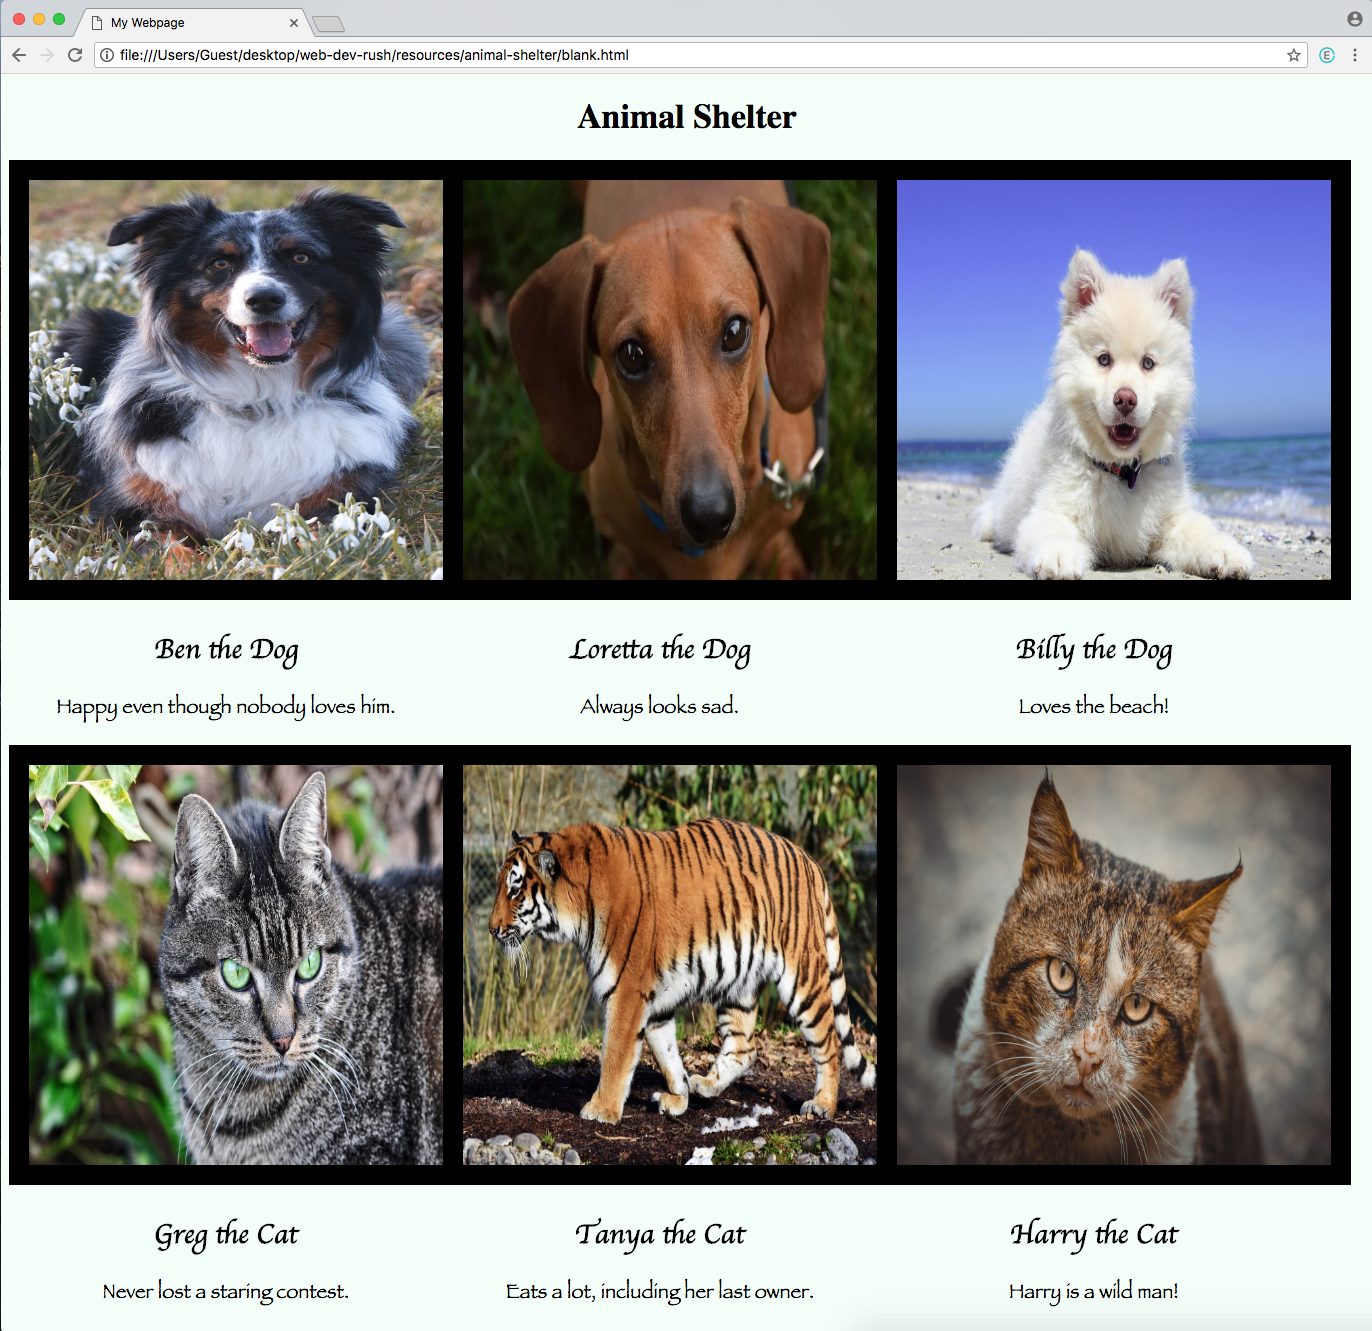 My Webpage
file:///Users/Guest/desktop/web-dev-rush/resources/animal-shelter/blank.html
E
Animal Shelter
Ben the Dog
Loretta the Dog
Billy the Dog
Happy even though nobody loves him.
Always looks sad.
Loves the beach!
Greg the Cat
Tanya the Cat
Harry the Cat
Never lost a staring contest.
Eats a lot, including her last owner.
Harry is a wild man!